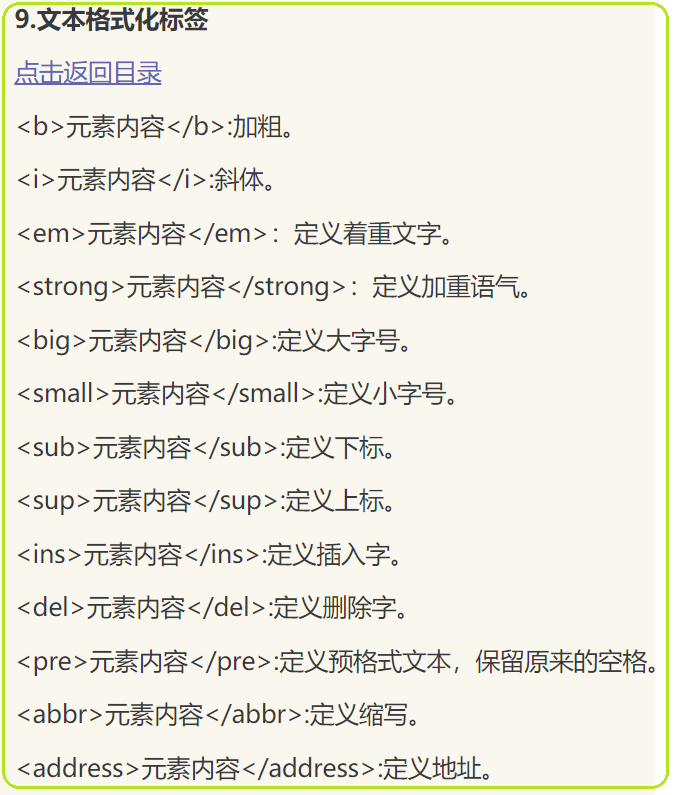 9.文本格式化标签
点击返回目录
<b>元素内容</b>:加粗。
<i>元素内容</i>:斜体。
<em>元素内容</em>：定义着重文字。
<strong>元素内容</strong>：定义加重语气。
<big>元素内容</big>:定义大字号。
<small>元素内容</small>:定义小字号。
<sub>元素内容</sub>:定义下标。
<sup>元素内容</sup>:定义上标。
<ins>元素内容</ins>:定义插入字。
<del>元素内容</del>:定义删除字。
<pre>元素内容</pre>:定义预格式文本，保留原来的空格。
<abbr>元素内容</abbr>:定义缩写。
<address>元素内容</address>:定义地址。